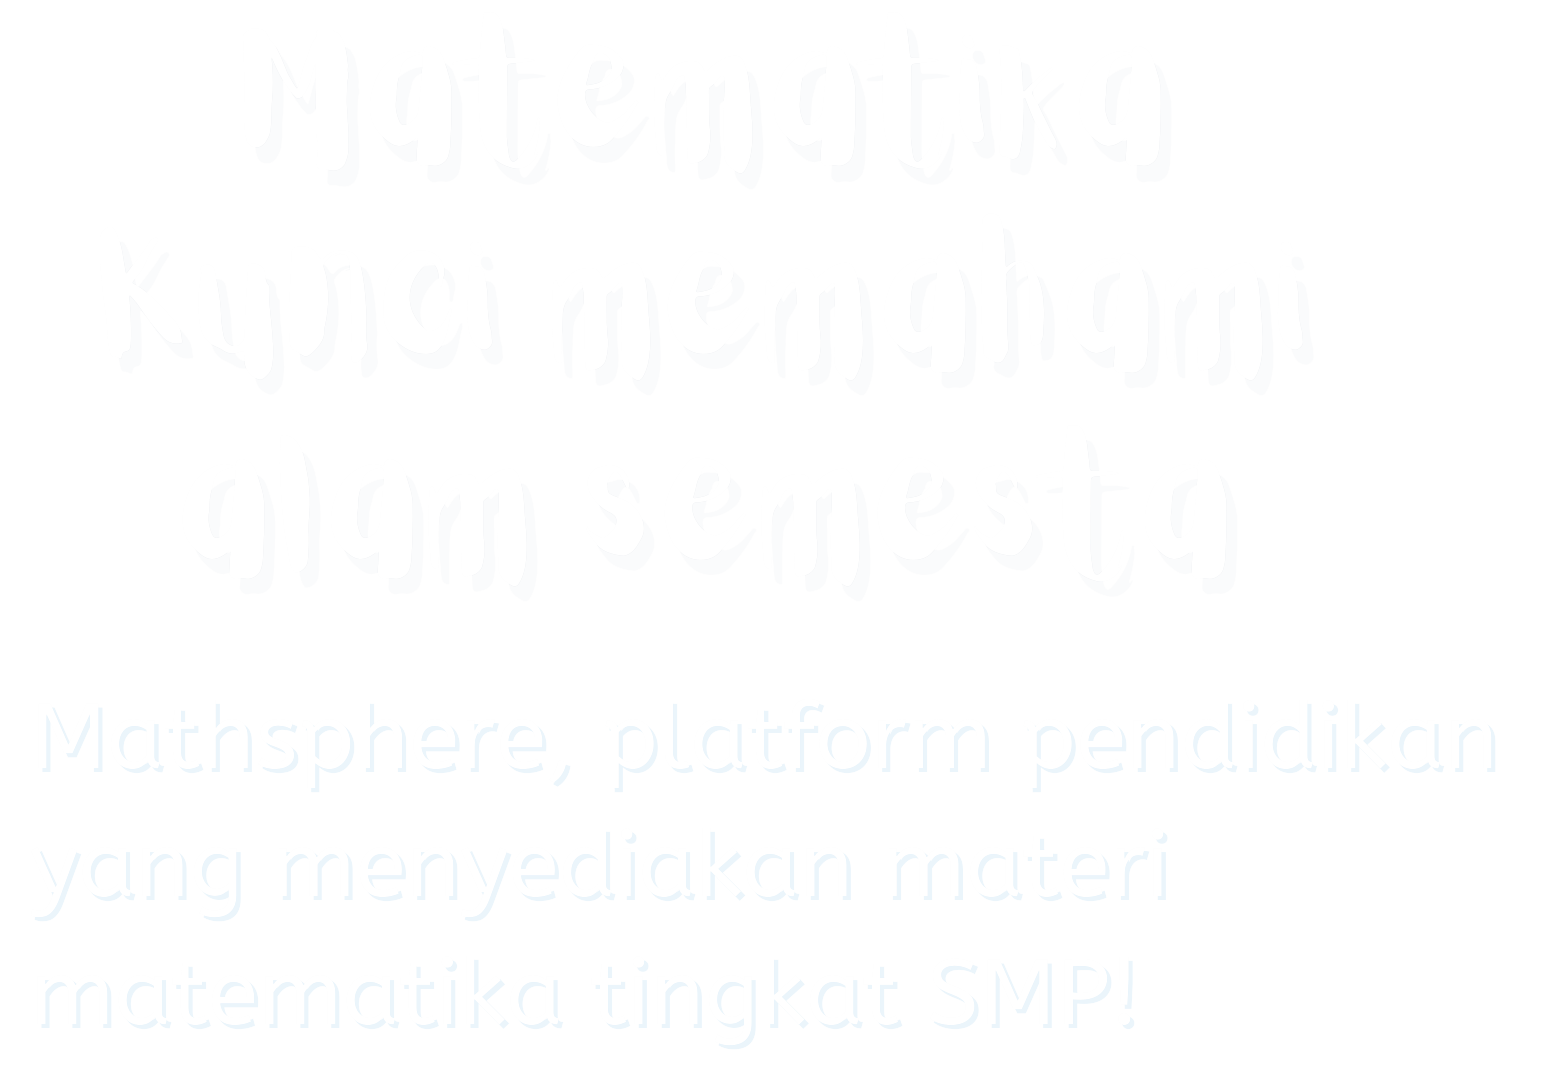 Matematika
Kunci memahami
alam semesta
Mathsphere, platform pendidikan
yang menyediakan materi
matematika tingkat SMP!